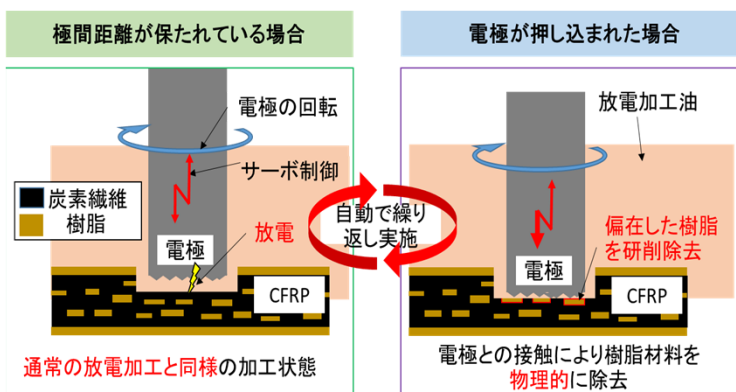 極間距離が保たれている場合
電極の回転
サーボ制御
炭素繊維
樹脂
電極
放電
CFRP
通常の放電加工と同様の加工状態
自動で繰り
返し実施
電極が押し込まれた場合
放電加工油
偏在した樹脂
を研削除去
電極
CFRP
電極との接触により樹脂材料を
物理的に除去